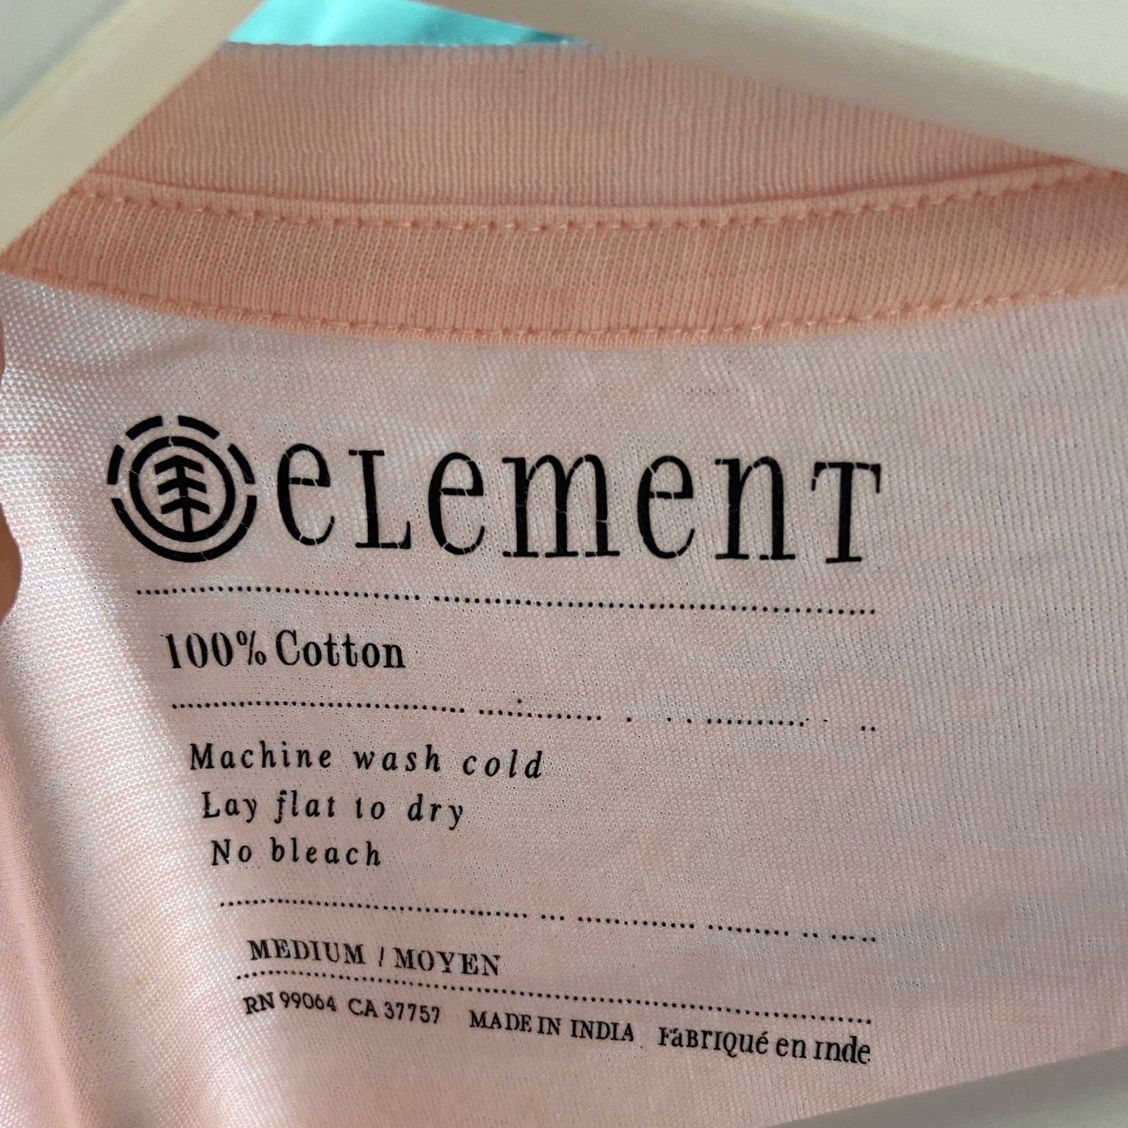 eLemenT
100% Cotton
Machine wash cold
Lay flat to dry
No bleach
MEDIUM / MOYEN
RN 99064 CA 37757 MADE IN INDIA Fabriqué en Inde